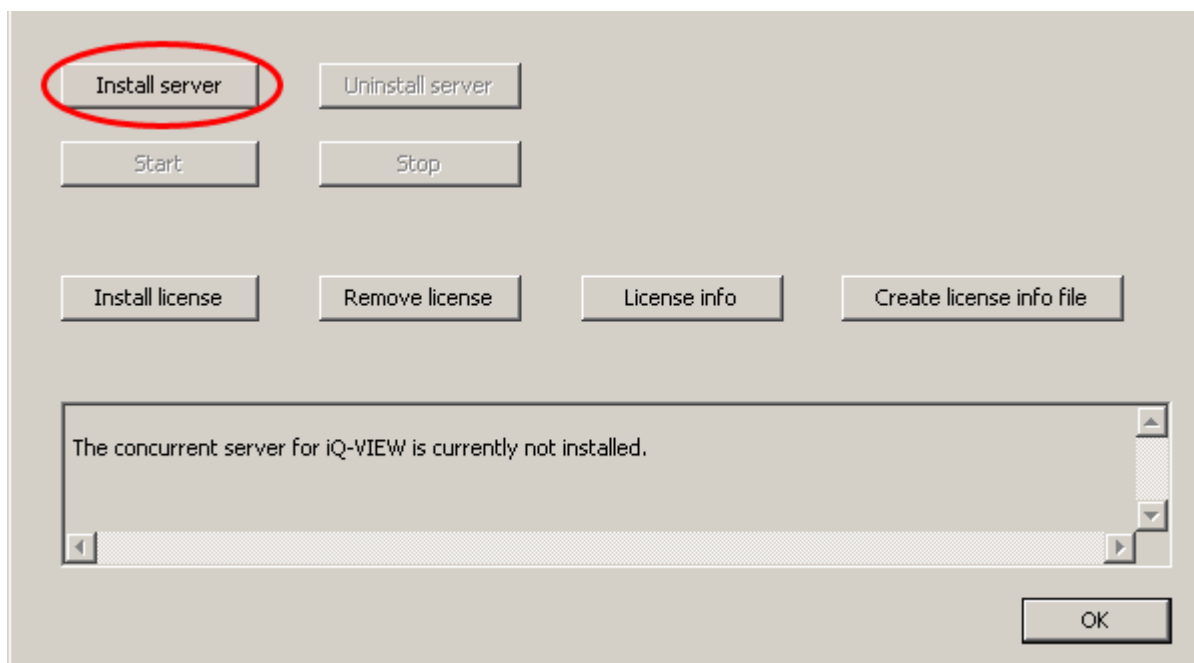 Install server
Uninstall server
Start
Stop
Install license
Remove license
License info
Create license info file
The concurrent server for iQ-VIEW is currently not installed.
OK